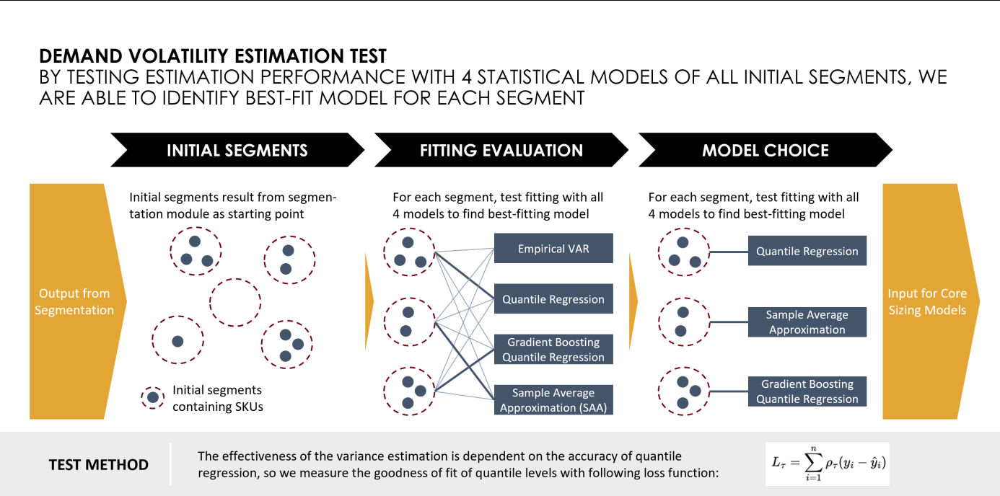 DEMAND VOLATILITY ESTIMATION TEST
BY TESTING ESTIMATION PERFORMANCE WITH 4 STATISTICAL MODELS OF ALL INITIAL SEGMENTS, WE
ARE ABLE TO IDENTIFY BEST-FIT MODEL FOR EACH SEGMENT
INITIAL SEGMENTS
FITTING EVALUATION
MODEL CHOICE
Output from
Segmentation
Initial segments result from segmen-
tation module as starting point
Initial segments
containing SKUs
For each segment, test fitting with all
4 models to find best-fitting model
Empirical VAR
Quantile Regression
Gradient Boosting
Quantile Regression
Sample Average
Approximation (SAA)
For each segment, test fitting with all
4 models to find best-fitting model
Quantile Regression
Sample Average
Approximation
Gradient Boosting
Quantile Regression
Input for Core
Sizing Models
TEST METHOD
The effectiveness of the variance estimation is dependent on the accuracy of quantile
regression, so we measure the goodness of fit of quantile levels with following loss function:
L_τ = ∑_{i=1}^{n} ρ_τ(y_i − ŷ_i)